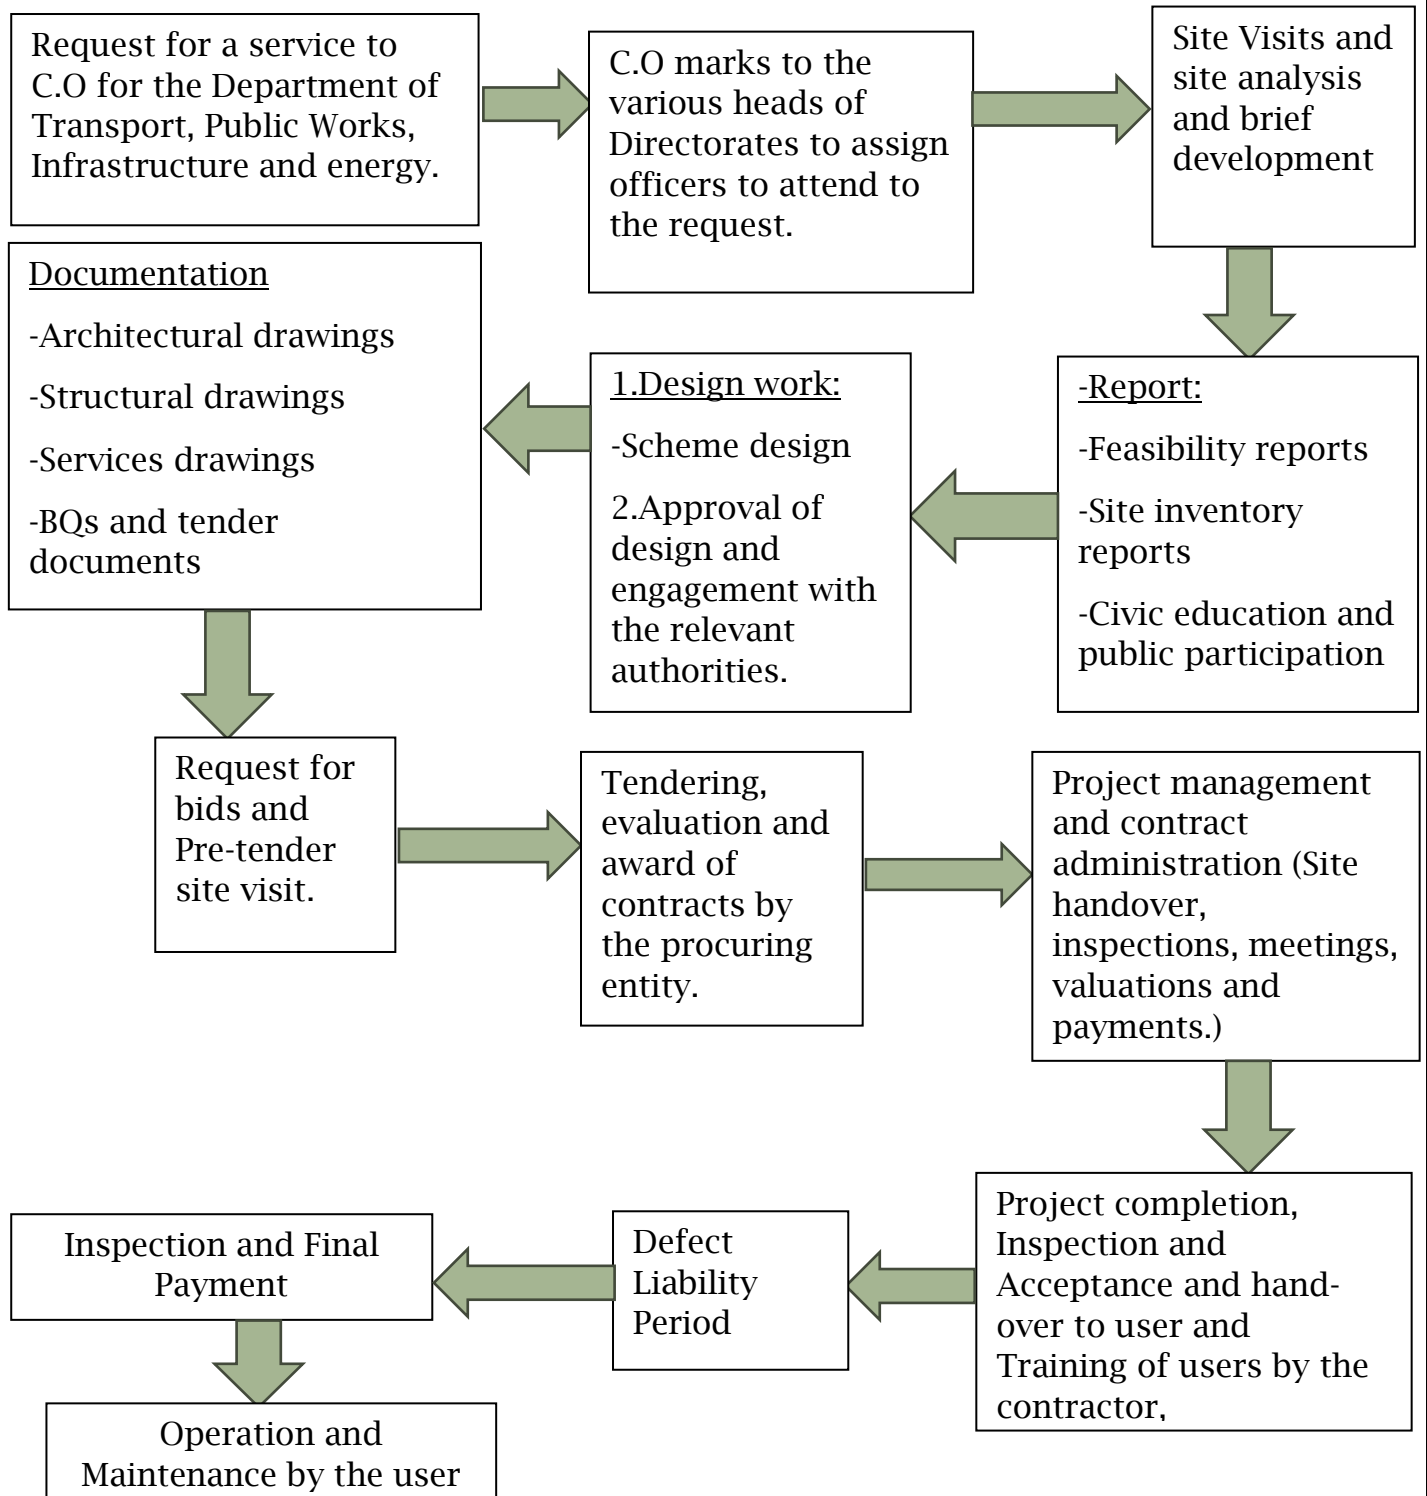 Request for a service to
C.O for the Department of
Transport, Public Works,
Infrastructure and energy.
C.O marks to the
various heads of
Directorates to assign
officers to attend to
the request.
Site Visits and
site analysis
and brief
development
-Report:
-Feasibility reports
-Site inventory
reports
-Civic education and
public participation
1.Design work:
-Scheme design
2.Approval of
design and
engagement with
the relevant
authorities.
Documentation
-Architectural drawings
-Structural drawings
-Services drawings
-BQs and tender
documents
Request for
bids and
Pre-tender
site visit.
Tendering,
evaluation and
award of
contracts by
the procuring
entity.
Project management
and contract
administration (Site
handover,
inspections, meetings,
valuations and
payments.)
Project completion,
Inspection and
Acceptance and hand-
over to user and
Training of users by the
contractor,
Defect
Liability
Period
Inspection and Final
Payment
Operation and
Maintenance by the user